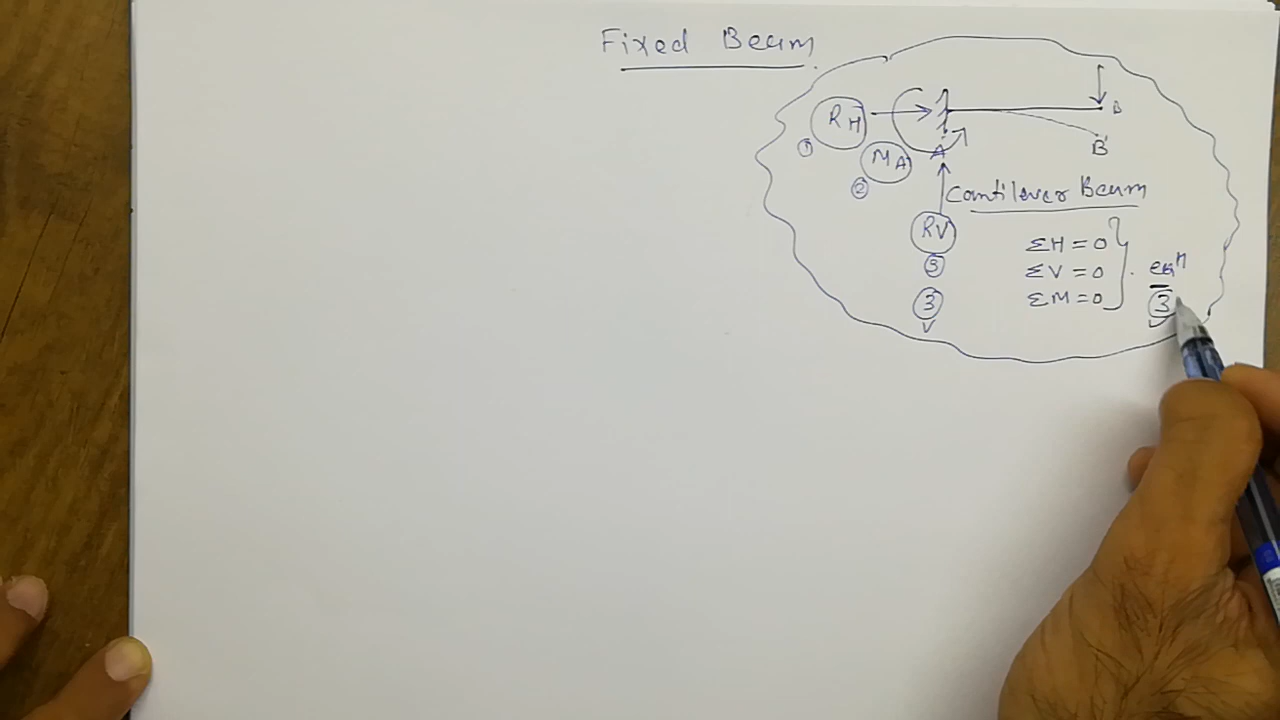 Fixed Beam
RH
B
① MA A B'
②
Cantilever Beam
RV ΣH = 0
③ ΣV = 0 eqⁿ
③ ΣM = 0 ③